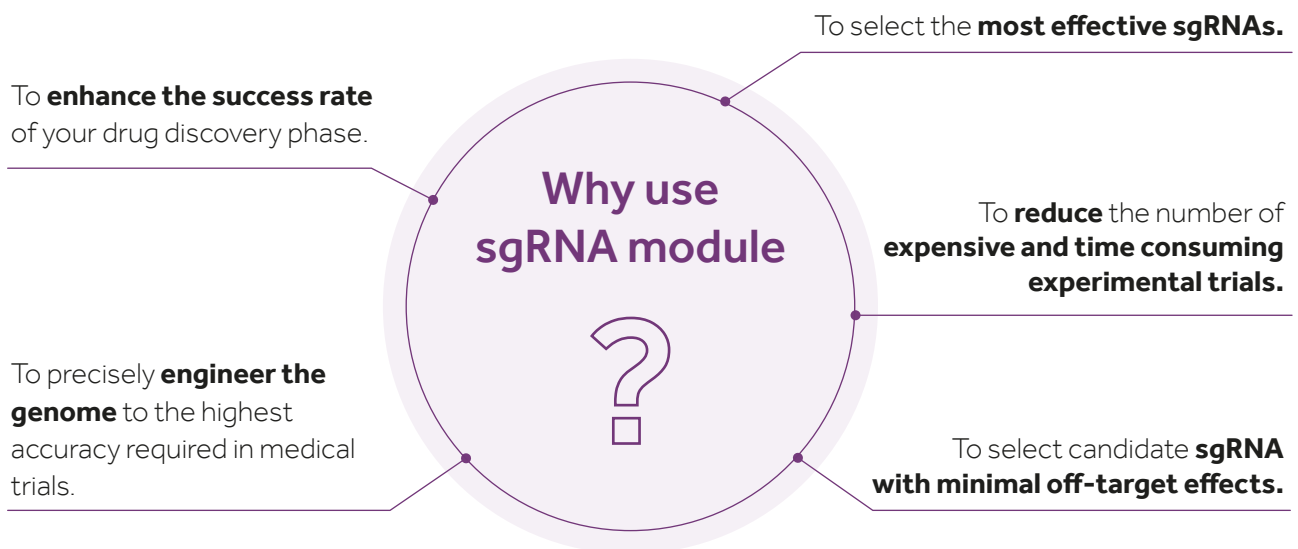 To select the most effective sgRNAs.
To enhance the success rate
of your drug discovery phase.
Why use
sgRNA module
?
To reduce the number of
expensive and time consuming
experimental trials.
To precisely engineer the
genome to the highest
accuracy required in medical
trials.
To select candidate sgRNA
with minimal off-target effects.